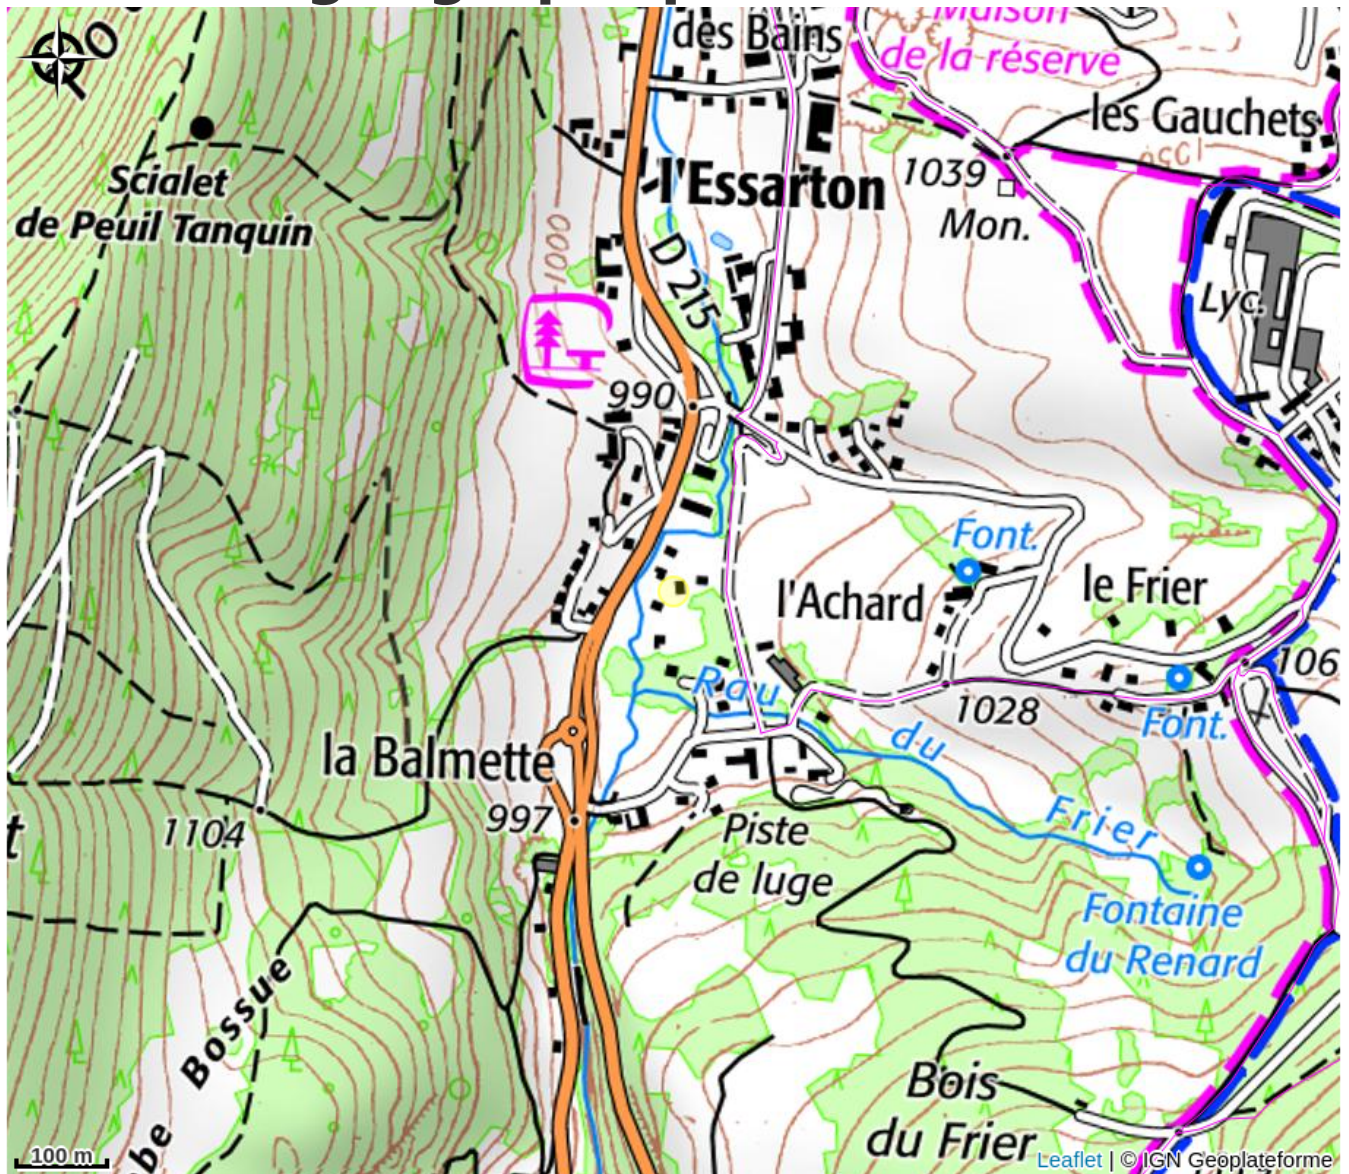 des Bains
Maison
de la réserve
les Gauchets
Scialet
de Peuil Tanquin
l'Essarton
1039
Mon.
1050
1000
D 215
Lyc.
990
Font.
l'Achard
le Frier
106
Rau
1028
Font.
du
la Balmette
997
1104
Piste
de luge
Frier
Fontaine
du Renard
Bossue
Bois
du Frier
100 m
Leaflet | © IGN Geoplateforme